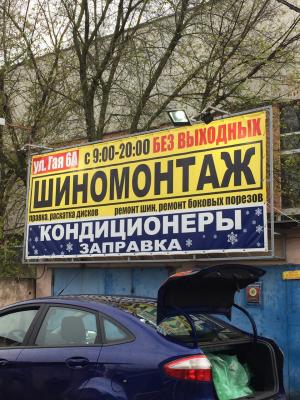 ул. Гая 6А с 9:00-20:00 БЕЗ ВЫХОДНЫХ
ШИНОМОНТАЖ
правка, раскатка дисков ремонт шин, ремонт боковых порезов
КОНДИЦИОНЕРЫ
ЗАПРАВКА